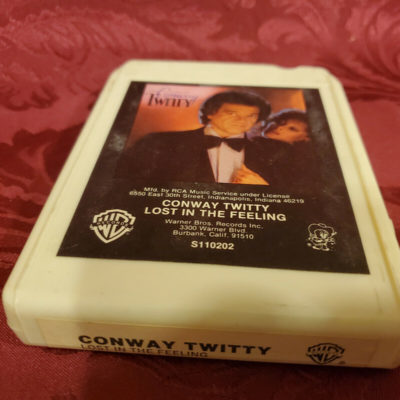 Conway
TWITTY
Mfd. by RCA Music Service under License
6550 East 30th Street, Indianapolis, Indiana 46219
CONWAY TWITTY
LOST IN THE FEELING
Warner Bros. Records Inc.
3300 Warner Blvd.
Burbank, Calif. 91510
S110202
CONWAY TWITTY
LOST IN THE FEELING